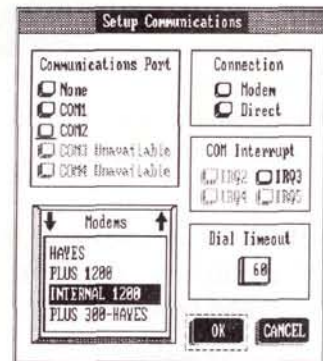 Setup Communications
Communications Port
None
COM1
COM2
COM3 Unavailable
COM4 Unavailable
Connection
Modem
Direct
COM Interrupt
IRQ2 IRQ3
IRQ4 IRQ5
Modems
HAYES
PLUS 1200
INTERNAL 1200
PLUS 300-HAYES
Dial Timeout
60
OK CANCEL